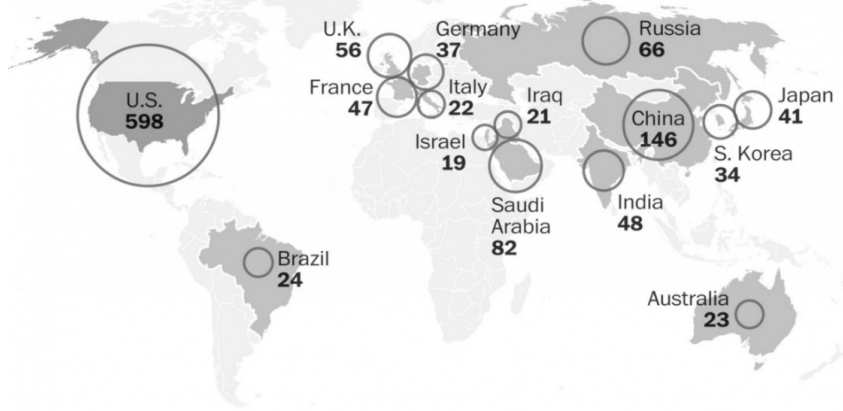 U.K.
56
Germany
37
Russia
66
France
47
Italy
22
Iraq
21
U.S.
598
Israel
19
China
146
Japan
41
S. Korea
34
Saudi
Arabia
82
India
48
Brazil
24
Australia
23